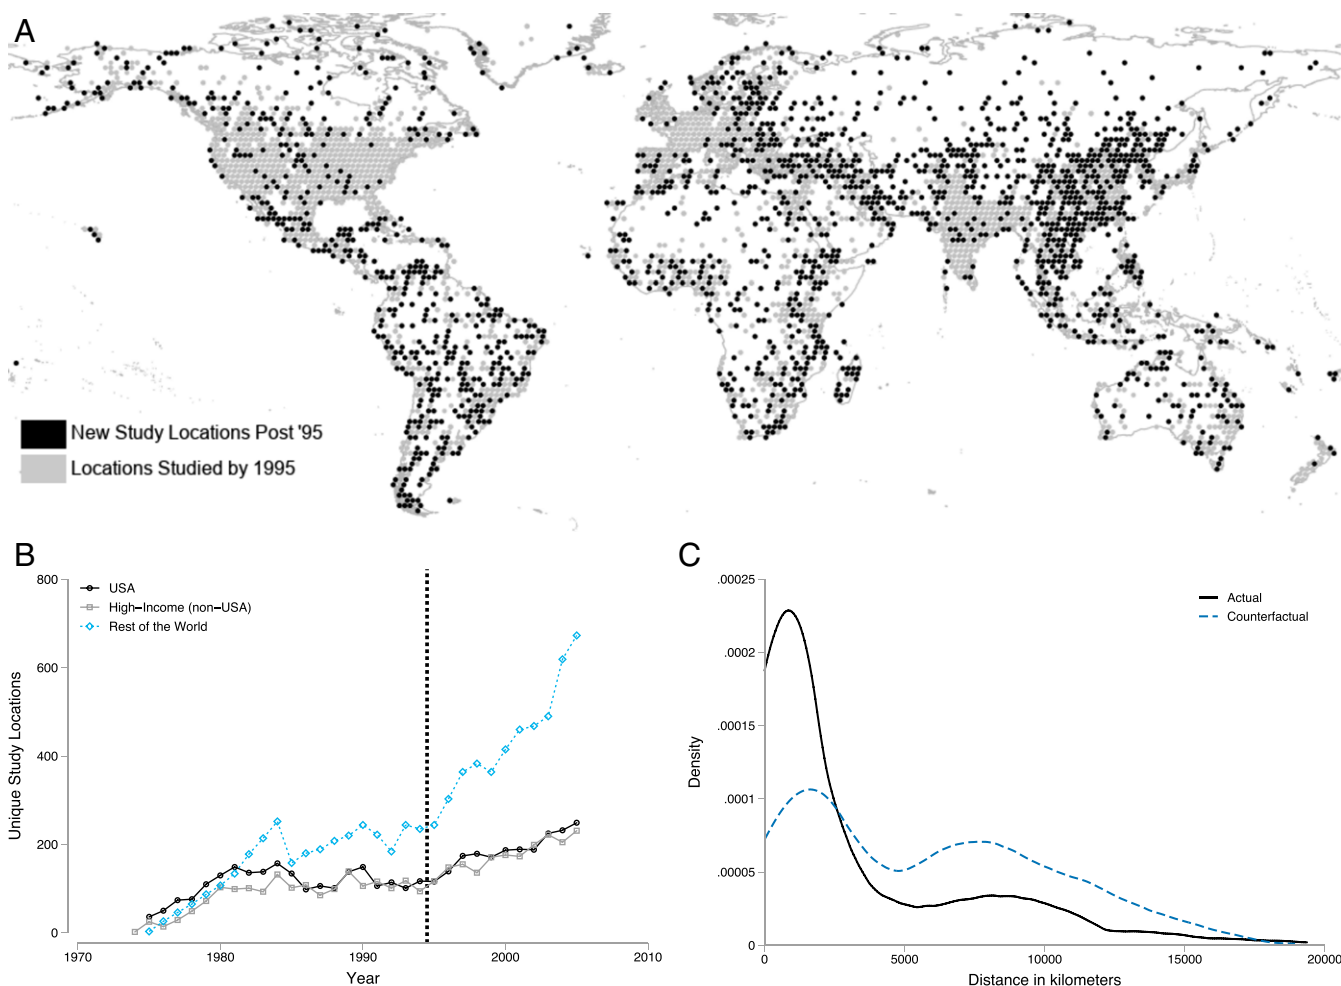 A
New Study Locations Post '95
Locations Studied by 1995
B
800
600
400
200
0
Unique Study Locations
USA
High−Income (non−USA)
Rest of the World
1970 1980 1990 2000 2010
Year
C
.00025
.0002
.00015
.0001
.00005
0
Density
Actual
Counterfactual
0 5000 10000 15000 20000
Distance in kilometers